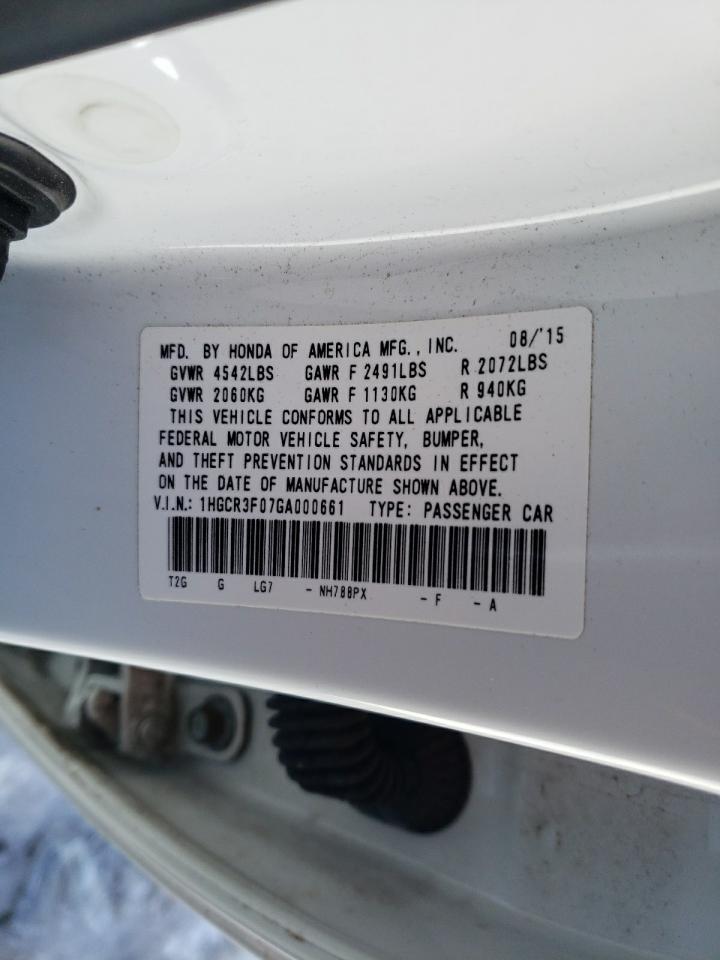 MFD. BY HONDA OF AMERICA MFG., INC. 08/'15
GVWR 4542LBS GAWR F 2491LBS R 2072LBS
GVWR 2060KG GAWR F 1130KG R 940KG
THIS VEHICLE CONFORMS TO ALL APPLICABLE
FEDERAL MOTOR VEHICLE SAFETY, BUMPER,
AND THEFT PREVENTION STANDARDS IN EFFECT
ON THE DATE OF MANUFACTURE SHOWN ABOVE.
V.I.N.: 1HGCR3F07GA000661 TYPE: PASSENGER CAR
T2G G LG7 - NH788PX - F - A